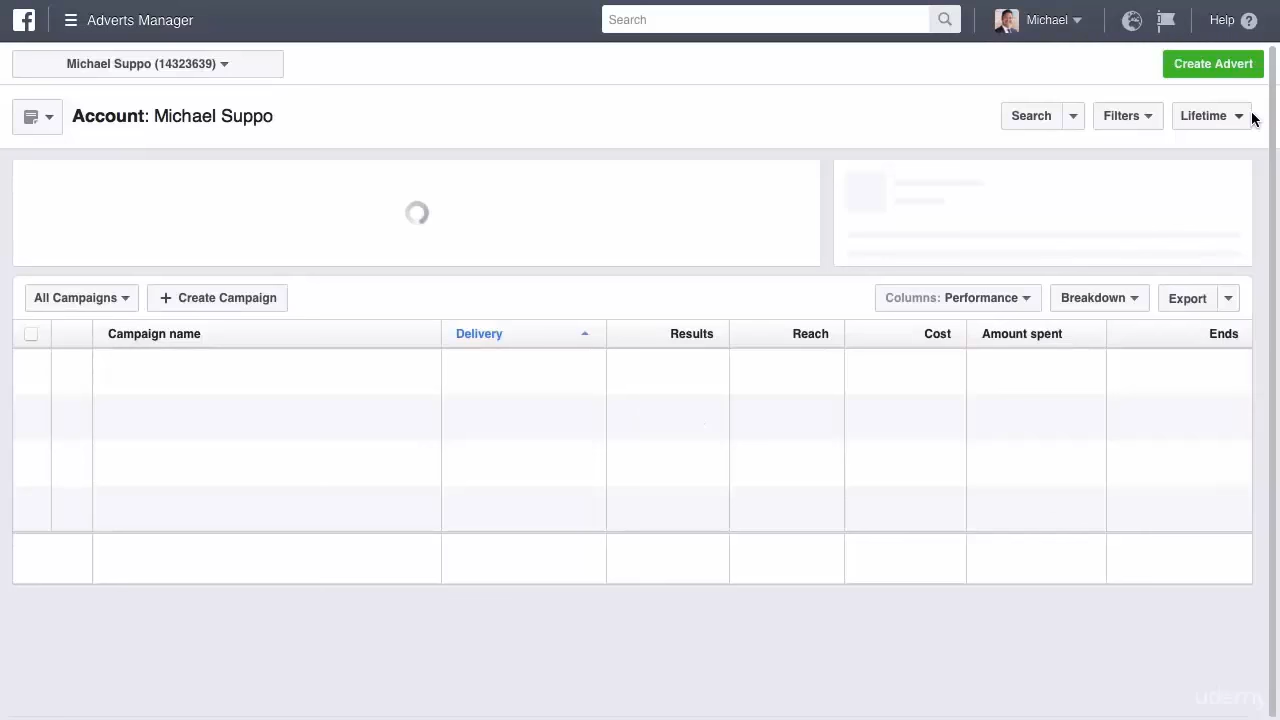 Adverts Manager
Search
Michael
Help
Michael Suppo (14323639)
Create Advert
Account: Michael Suppo
Search
Filters
Lifetime
All Campaigns
+ Create Campaign
Columns: Performance
Breakdown
Export
Campaign name
Delivery
Results
Reach
Cost
Amount spent
Ends
udemy